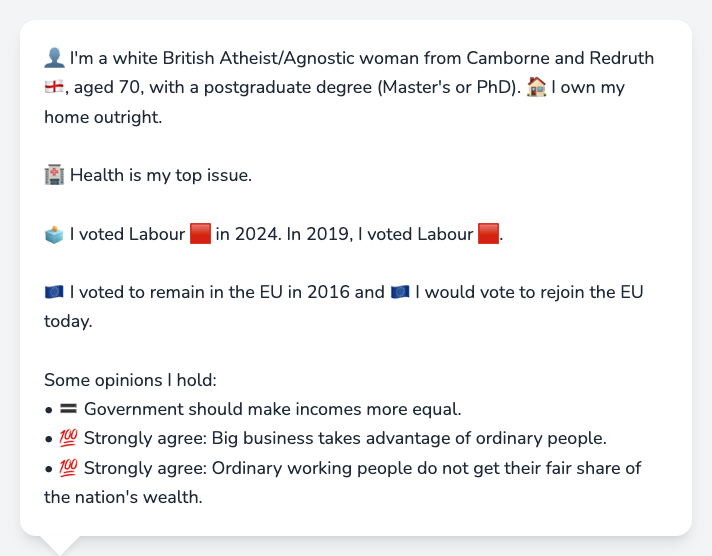 👤 I'm a white British Atheist/Agnostic woman from Camborne and Redruth
🏴󠁧󠁢󠁥󠁮󠁧󠁿, aged 70, with a postgraduate degree (Master's or PhD). 🏠 I own my
home outright.
🏥 Health is my top issue.
🗳️ I voted Labour 🟥 in 2024. In 2019, I voted Labour 🟥.
🇪🇺 I voted to remain in the EU in 2016 and 🇪🇺 I would vote to rejoin the EU
today.
Some opinions I hold:
• 🟰 Government should make incomes more equal.
• 💯 Strongly agree: Big business takes advantage of ordinary people.
• 💯 Strongly agree: Ordinary working people do not get their fair share of
the nation's wealth.